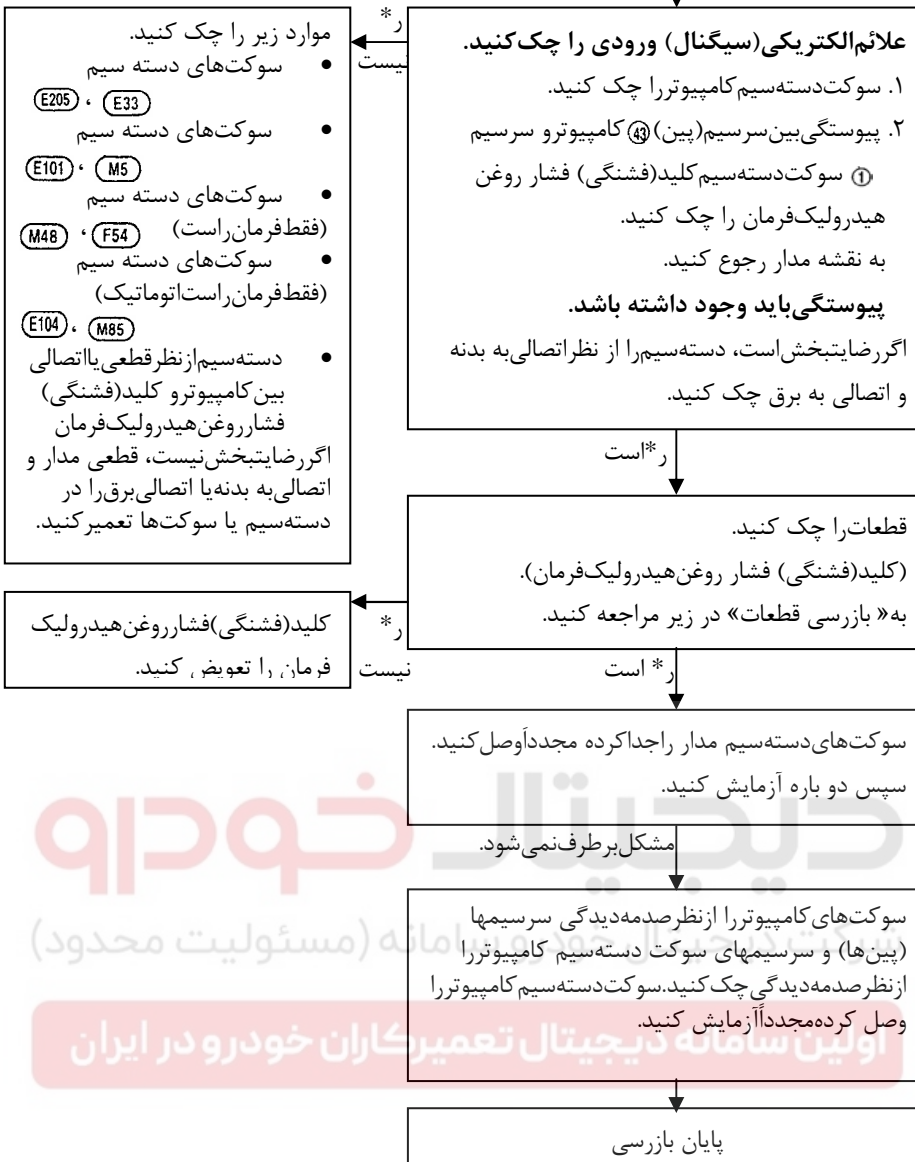 علائم‌الکتریکی(سیگنال) ورودی را چک‌کنید.
۱. سوکت‌دسته‌سیم‌کامپیوتررا چک کنید.
۲. پیوستگی‌بین‌سرسیم(پین) ㊸ کامپیوترو سرسیم
① سوکت‌دسته‌سیم‌کلید(فشنگی) فشار روغن
هیدرولیک‌فرمان را چک کنید.
به نقشه مدار رجوع کنید.
پیوستگی‌باید وجود داشته باشد.
اگررضایتبخش‌است، دسته‌سیم‌را از نظراتصالی‌به بدنه
و اتصالی به برق چک کنید.
ر*
نیست
موارد زیر را چک کنید.
• سوکت‌های دسته سیم
E33 ، E205
• سوکت‌های دسته سیم
M5 ، E101
• سوکت‌های دسته سیم
(فقط‌فرمان‌راست) F54 ، M48
• سوکت‌های دسته سیم
(فقط‌فرمان‌راست‌اتوماتیک)
M85 ، E104
• دسته‌سیم‌ازنظرقطعی‌یااتصالی
بین‌کامپیوترو کلید(فشنگی)
فشارروغن‌هیدرولیک‌فرمان
اگررضایتبخش‌نیست، قطعی مدار و
اتصالی‌به بدنه‌یا اتصالی‌برق‌را در
دسته‌سیم یا سوکت‌ها تعمیرکنید.
ر*است
قطعات‌را چک کنید.
(کلید(فشنگی) فشار روغن‌هیدرولیک‌فرمان).
به« بازرسی قطعات» در زیر مراجعه کنید.
ر*
نیست
کلید(فشنگی)فشارروغن‌هیدرولیک
فرمان را تعویض کنید.
ر* است
سوکت‌های‌دسته‌سیم مدار راجداکرده مجدداًوصل‌کنید.
سپس دو باره آزمایش کنید.
مشکل‌برطرف‌نمی‌شود.
دیجیتال خودرو
سوکت‌های‌کامپیوتررا ازنظرصدمه‌دیدگی سرسیمها
(پین‌ها) و سرسیمهای سوکت دسته‌سیم کامپیوتررا
ازنظرصدمه‌دیدگی‌چک‌کنید.سوکت‌دسته‌سیم‌کامپیوتررا
وصل کرده‌مجدداًآزمایش کنید.
شرکت دیجیتال خودرو سامانه (مسئولیت محدود)
اولین سامانه دیجیتال تعمیرکاران خودرو در ایران
پایان بازرسی